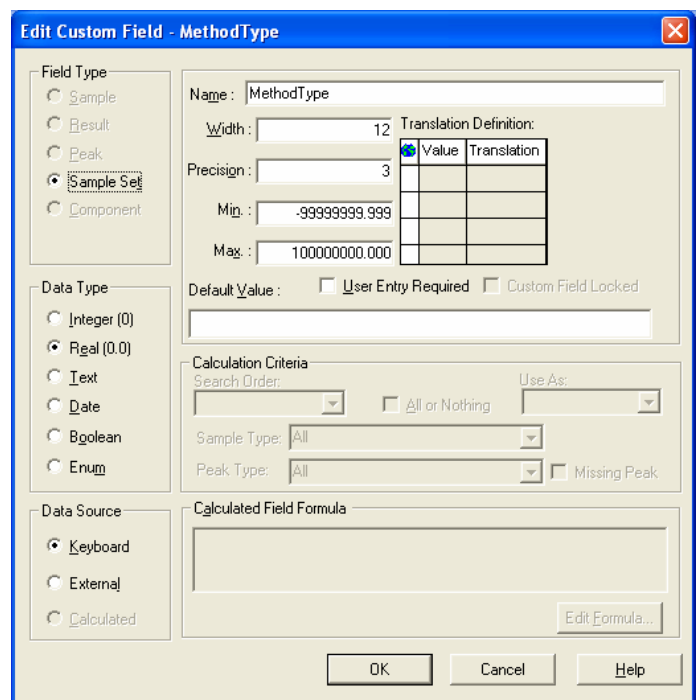 Edit Custom Field - MethodType
Field Type
Sample
Result
Peak
Sample Set
Component
Name : MethodType
Width : 12
Precision : 3
Min. : -99999999.999
Max. : 100000000.000
Translation Definition:
Value Translation
Default Value :
User Entry Required
Custom Field Locked
Data Type
Integer (0)
Real (0.0)
Text
Date
Boolean
Enum
Calculation Criteria
Search Order:
All or Nothing
Use As:
Sample Type: All
Peak Type: All
Missing Peak
Data Source
Keyboard
External
Calculated
Calculated Field Formula
Edit Formula...
OK
Cancel
Help